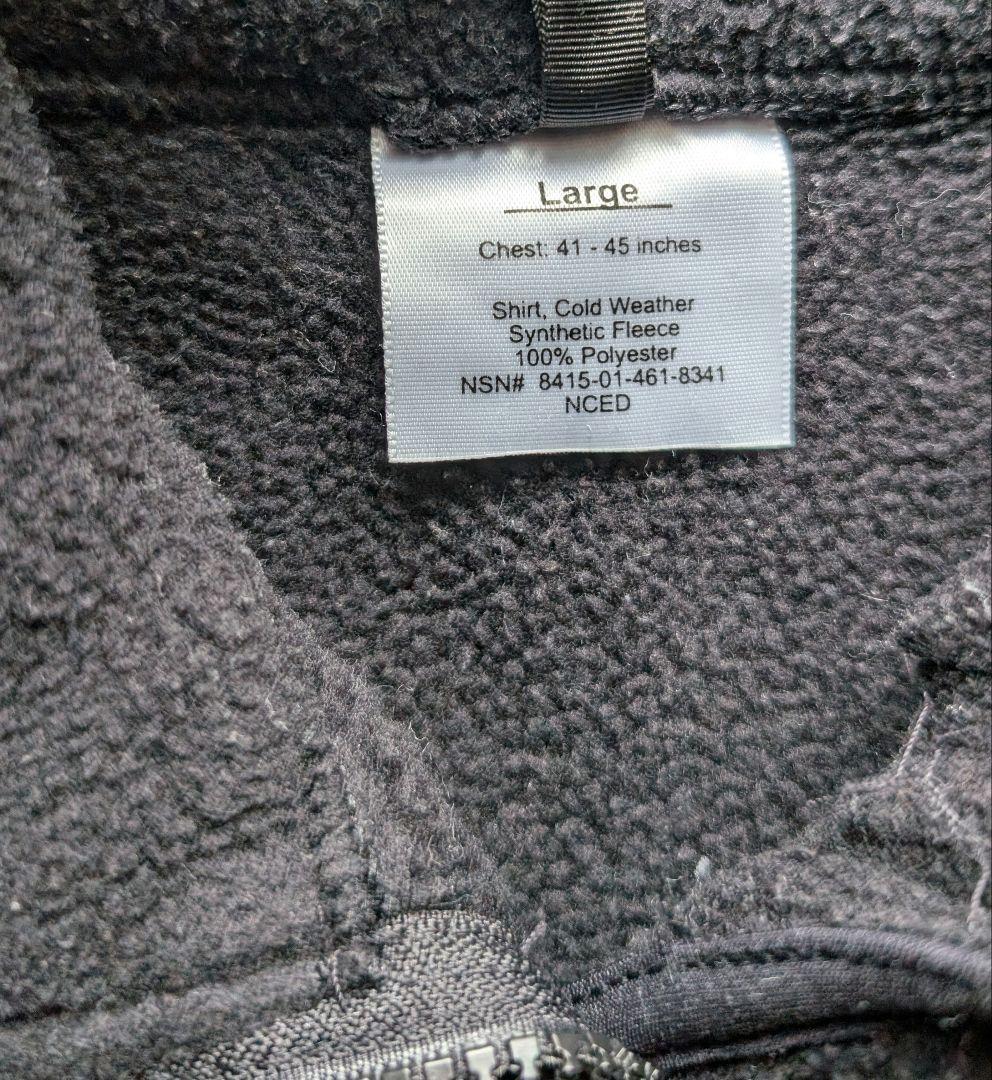 Large
Chest: 41 - 45 inches
Shirt, Cold Weather
Synthetic Fleece
100% Polyester
NSN# 8415-01-461-8341
NCED